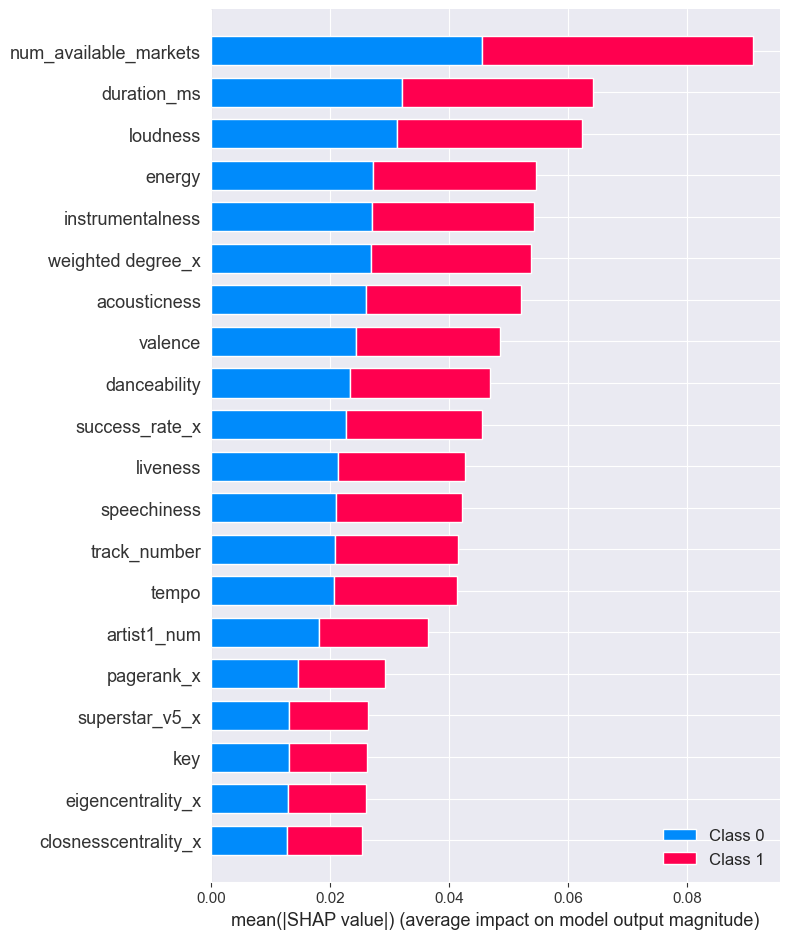 num_available_markets
duration_ms
loudness
energy
instrumentalness
weighted degree_x
acousticness
valence
danceability
success_rate_x
liveness
speechiness
track_number
tempo
artist1_num
pagerank_x
superstar_v5_x
key
eigencentrality_x
closnesscentrality_x
Class 0
Class 1
0.00 0.02 0.04 0.06 0.08
mean(|SHAP value|) (average impact on model output magnitude)